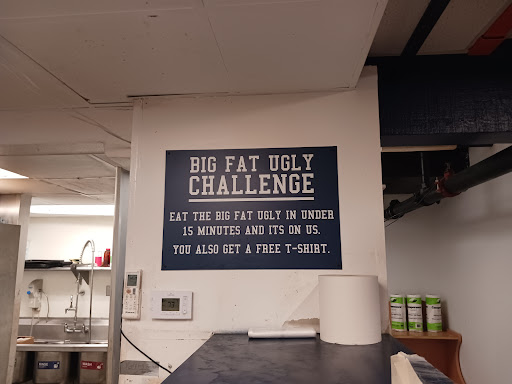 BIG FAT UGLY
CHALLENGE
EAT THE BIG FAT UGLY IN UNDER
15 MINUTES AND ITS ON US.
YOU ALSO GET A FREE T-SHIRT.